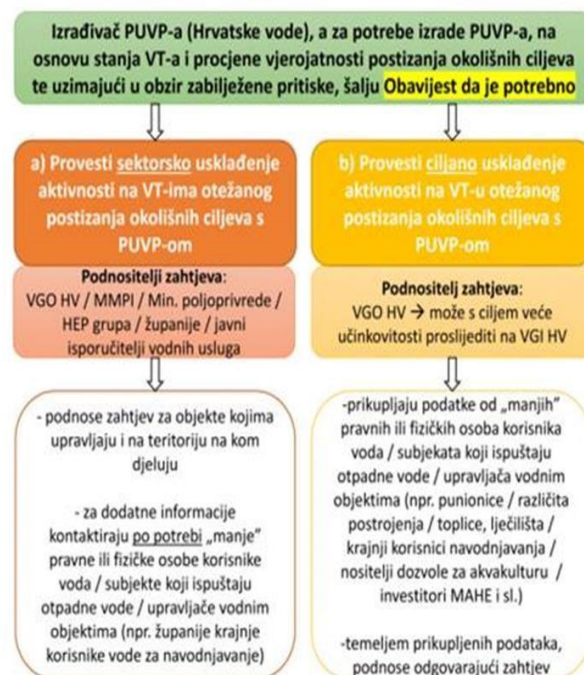 Izrađivač PUVP-a (Hrvatske vode), a za potrebe izrade PUVP-a, na
osnovu stanja VT-a i procjene vjerojatnosti postizanja okolišnih ciljeva
te uzimajući u obzir zabilježene pritiske, šalju Obavijest da je potrebno
a) Provesti sektorsko usklađenje
aktivnosti na VT-ima otežanog
postizanja okolišnih ciljeva s
PUVP-om
Podnositelji zahtjeva:
VGO HV / MMPI / Min. poljoprivrede /
HEP grupa / županije / javni
isporučitelji vodnih usluga
- podnose zahtjev za objekte kojima
upravljaju i na teritoriju na kom
djeluju
- za dodatne informacije
kontaktiraju po potrebi „manje”
pravne ili fizičke osobe korisnike
voda / subjekte koji ispuštaju
otpadne vode / upravljače vodnim
objektima (npr. županije krajnje
korisnike vode za navodnjavanje)
b) Provesti ciljano usklađenje
aktivnosti na VT-u otežanog
postizanja okolišnih ciljeva s
PUVP-om
Podnositelj zahtjeva:
VGO HV → može s ciljem veće
učinkovitosti proslijediti na VGI HV
-prikupljaju podatke od „manjih”
pravnih ili fizičkih osoba korisnika
voda / subjekata koji ispuštaju
otpadne vode / upravljača vodnim
objektima (npr. punionice / različita
postrojenja / toplice, lječilišta /
krajnji korisnici navodnjavanja /
nositelji dozvole za akvakulturu /
investitori MAHE i sl.)
-temeljem prikupljenih podataka,
podnose odgovarajući zahtjev